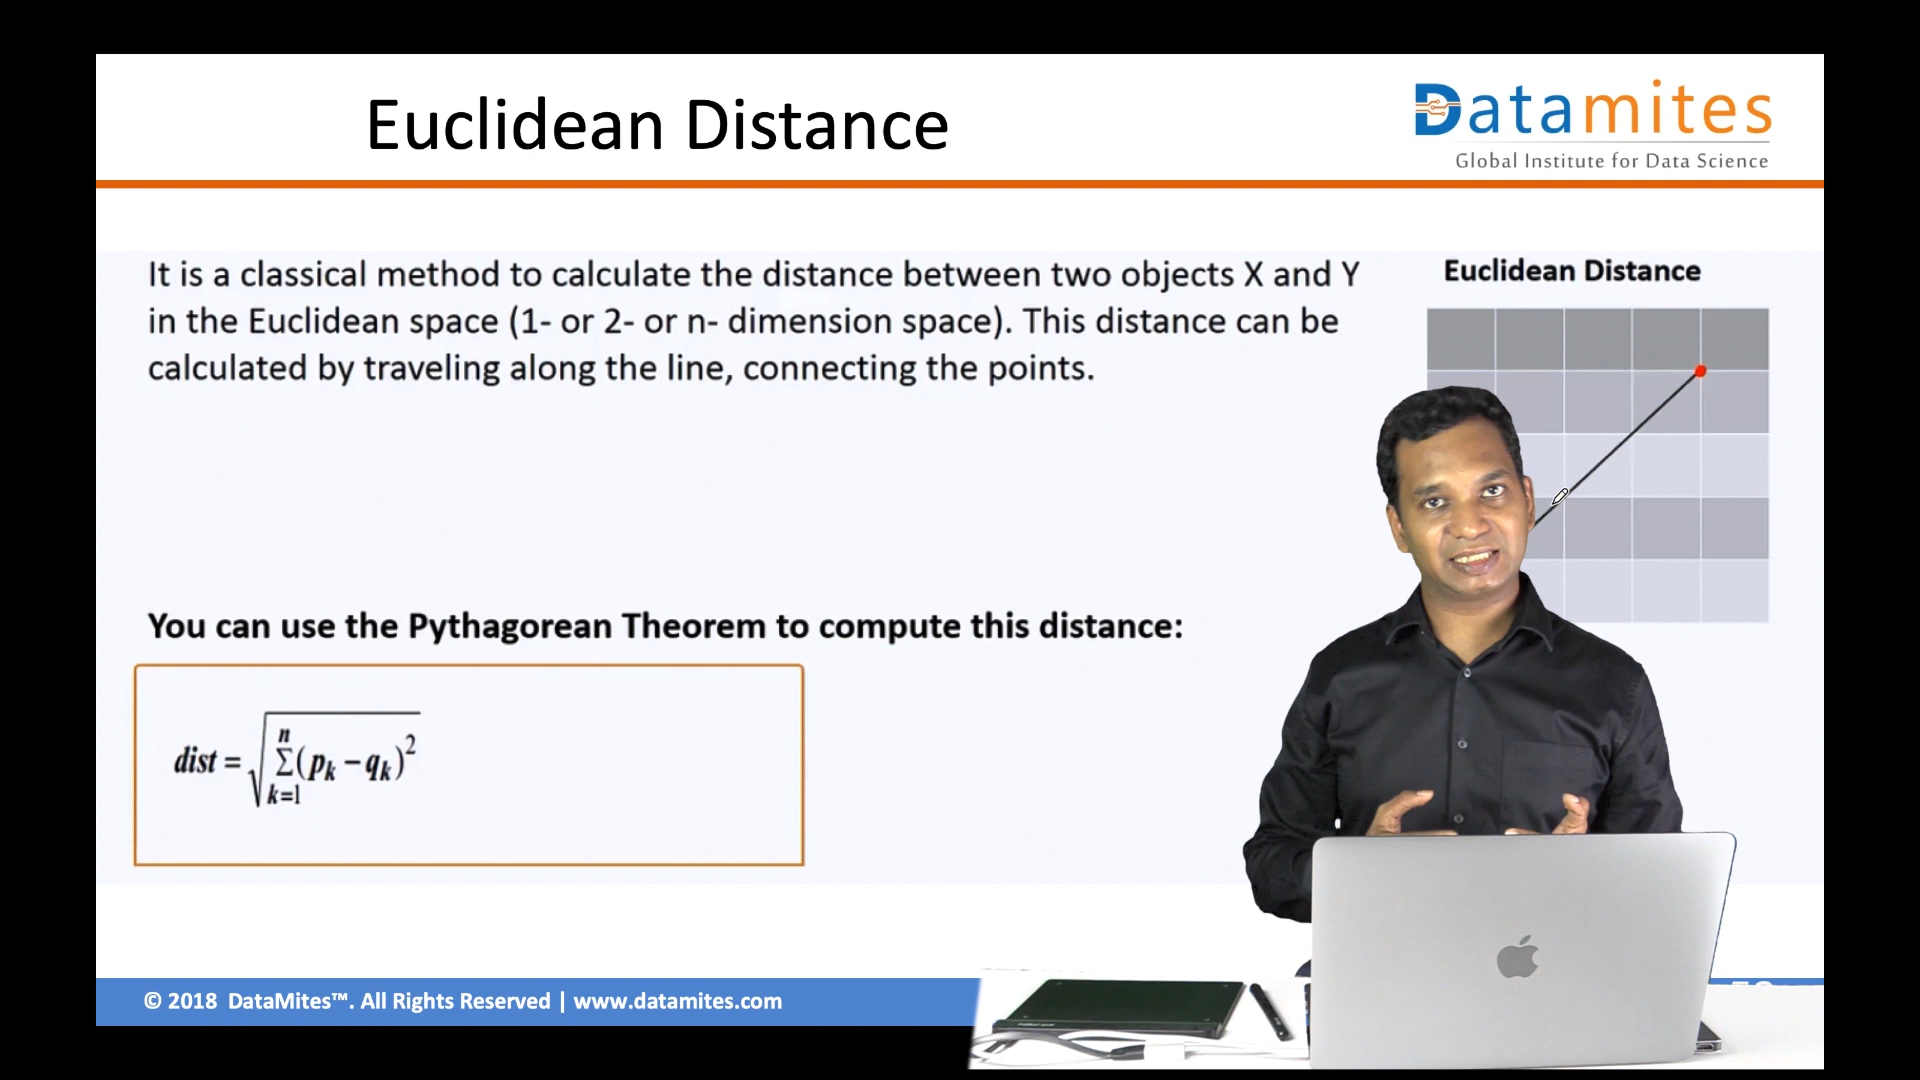 Euclidean Distance
Datamites
Global Institute for Data Science
It is a classical method to calculate the distance between two objects X and Y
in the Euclidean space (1- or 2- or n- dimension space). This distance can be
calculated by traveling along the line, connecting the points.
Euclidean Distance
You can use the Pythagorean Theorem to compute this distance:
dist = √ n Σ k=1 (pk − qk)²
© 2018 DataMites™. All Rights Reserved | www.datamites.com